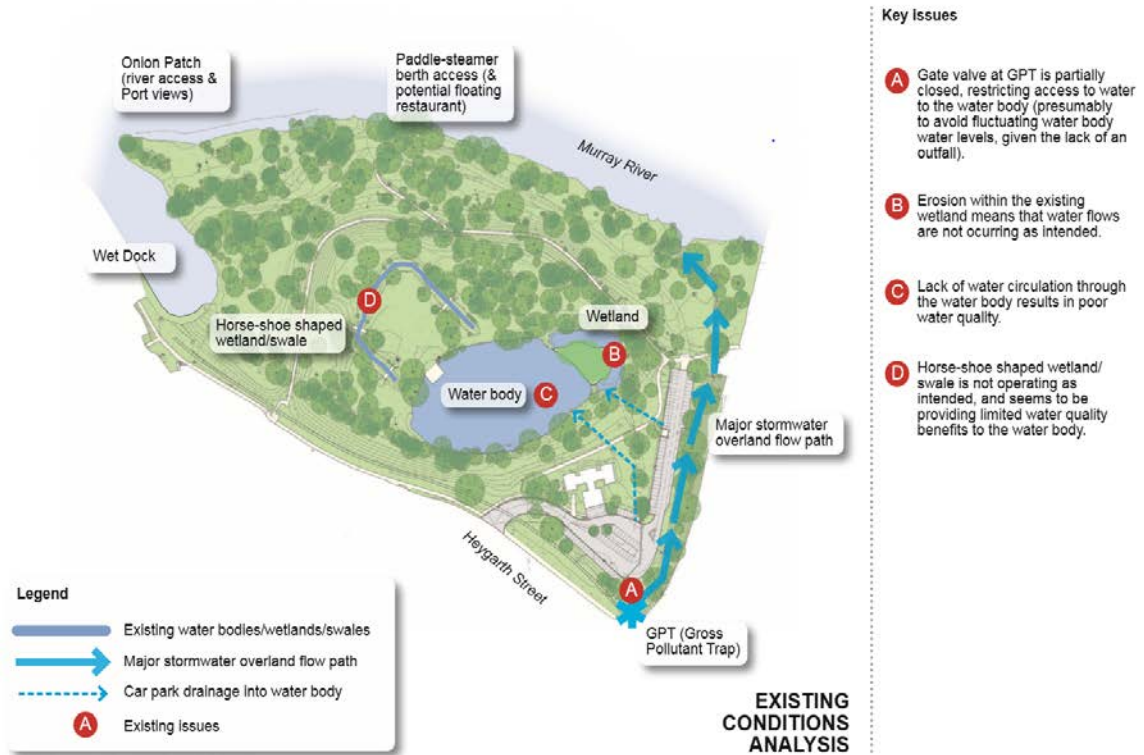 Onion Patch
(river access &
Port views)
Paddle-steamer
berth access (&
potential floating
restaurant)
Murray River
Wet Dock
D
Horse-shoe shaped
wetland/swale
Wetland
B
Water body
C
Major stormwater
overland flow path
Heygarth Street
A
GPT (Gross
Pollutant Trap)
Legend
Existing water bodies/wetlands/swales
Major stormwater overland flow path
Car park drainage into water body
A
Existing issues
EXISTING
CONDITIONS
ANALYSIS
Key issues
A
Gate valve at GPT is partially
closed, restricting access to water
to the water body (presumably
to avoid fluctuating water body
water levels, given the lack of an
outfall).
B
Erosion within the existing
wetland means that water flows
are not ocurring as intended.
C
Lack of water circulation through
the water body results in poor
water quality.
D
Horse-shoe shaped wetland/
swale is not operating as
intended, and seems to be
providing limited water quality
benefits to the water body.